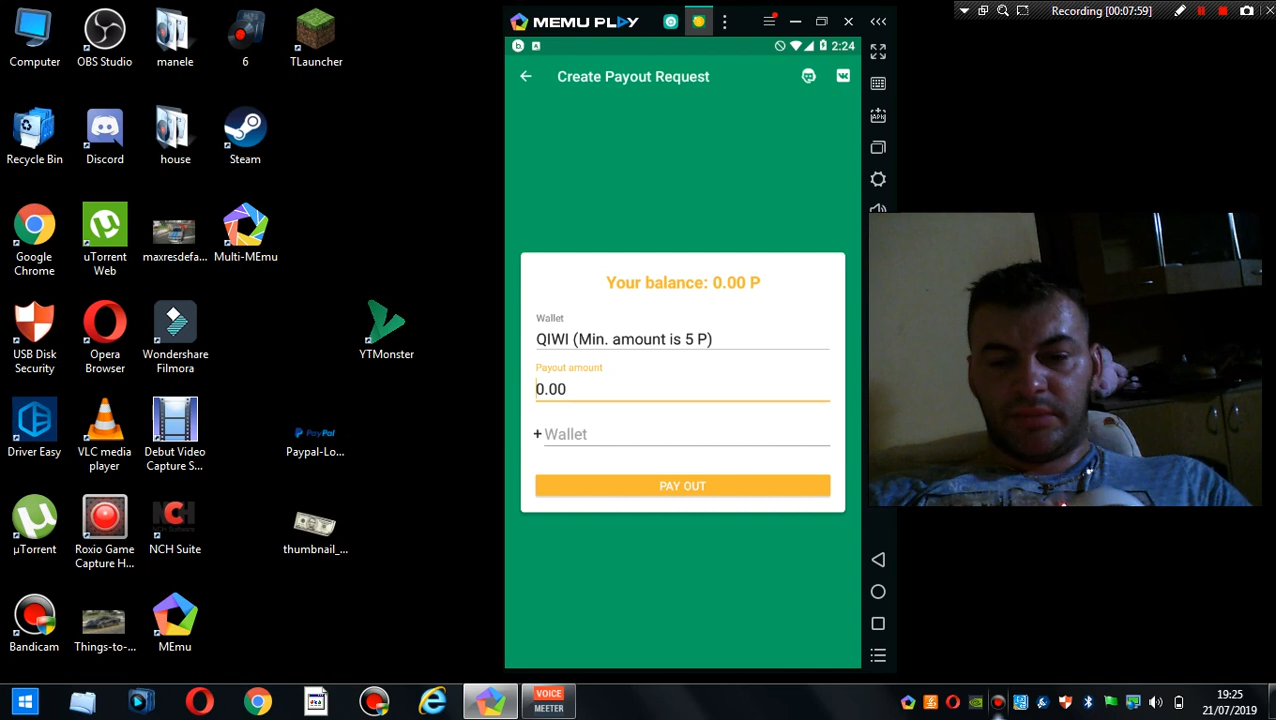 Computer
OBS Studio
manele
6
TLauncher
Recycle Bin
Discord
house
Steam
Google
Chrome
uTorrent
Web
maxresdefa...
Multi-MEmu
USB Disk
Security
Opera
Browser
Wondershare
Filmora
YTMonster
Driver Easy
VLC media
player
Debut Video
Capture S...
PayPal
Paypal-Lo...
µTorrent
Roxio Game
Capture H...
NCH
NCH Suite
thumbnail_...
Bandicam
Things-to-...
MEmu
MEMU PLAY
2:24
Create Payout Request
Your balance: 0.00 P
Wallet
QIWI (Min. amount is 5 P)
Payout amount
0.00
+ Wallet
PAY OUT
Recording [00:07:59]
VOICE
MEETER
19:25
21/07/2019